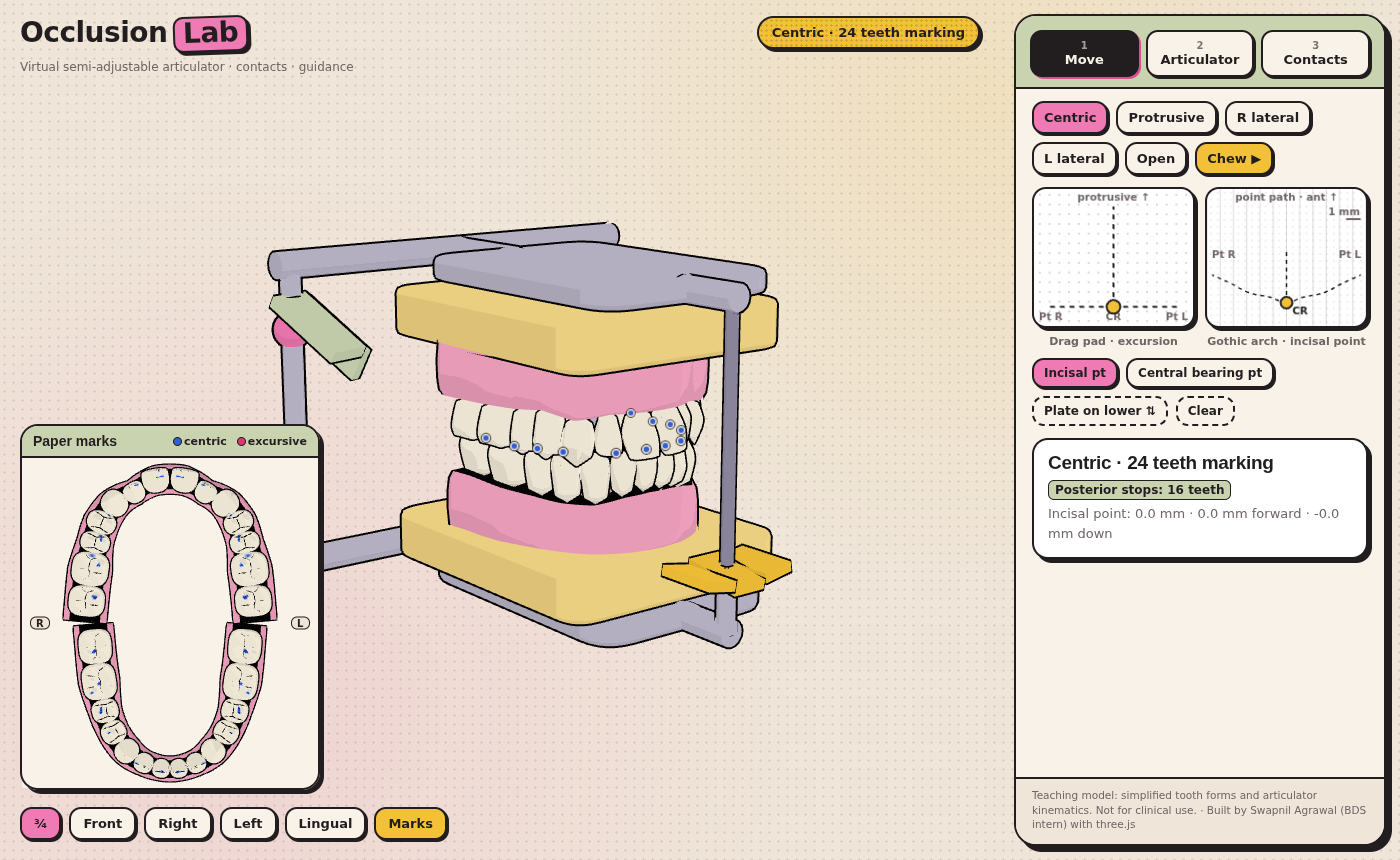 Occlusion Lab
Virtual semi-adjustable articulator · contacts · guidance
Centric · 24 teeth marking
1
Move
2
Articulator
3
Contacts
Centric
Protrusive
R lateral
L lateral
Open
Chew ▶
protrusive ↑
Pt R
CR
Pt L
point path · ant ↑
1 mm
Pt R
Pt L
CR
Drag pad · excursion
Gothic arch · incisal point
Incisal pt
Central bearing pt
Plate on lower ⇅
Clear
Centric · 24 teeth marking
Posterior stops: 16 teeth
Incisal point: 0.0 mm · 0.0 mm forward · -0.0
mm down
Paper marks
centric
excursive
R
L
¾
Front
Right
Left
Lingual
Marks
Teaching model: simplified tooth forms and articulator
kinematics. Not for clinical use. · Built by Swapnil Agrawal (BDS
intern) with three.js